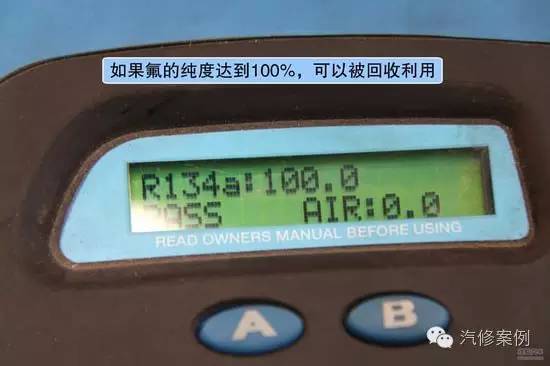 如果氟的纯度达到100%，可以被回收利用
R134a:100.0
PASS AIR:0.0
READ OWNERS MANUAL BEFORE USING
A B
汽修案例